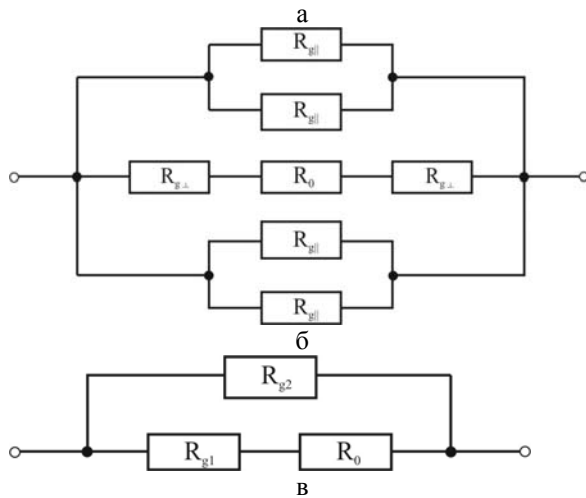 а
R_g||
R_g||
R_g⊥ R_0 R_g⊥
R_g||
R_g||
б
R_g2
R_g1 R_0
в